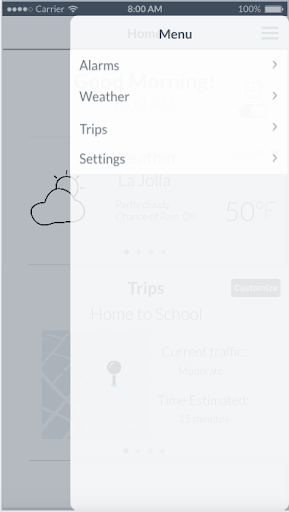 Carrier 8:00 AM 100%
Home
Menu
Good Morning!
Alarms
Weather
Trips
Settings
La Jolla
Partly cloudy
Chance of Rain: 0%
50°F
Trips
Customize
Home to School
Current traffic:
Moderate
Time Estimated:
25 minutes